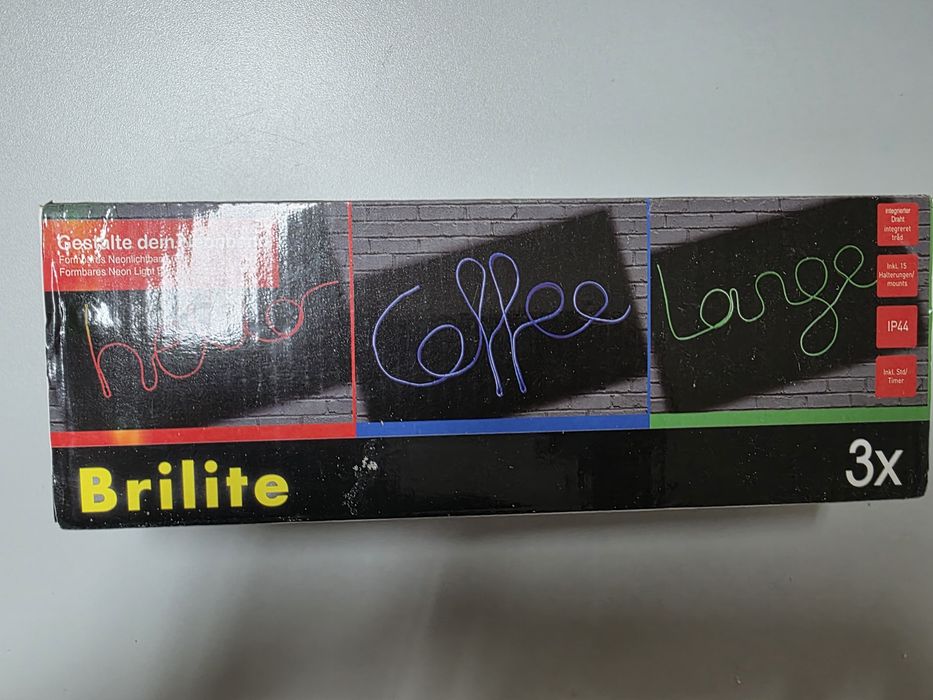 Gestalte dein
Formbares Neonlichtband
Formbares Neon Light
hello
Coffee
Lange
integrierter
Draht
integreret
tråd
Inkl. 15
Halterungen/
mounts
IP44
Inkl. Std/
Timer
Brilite
3x